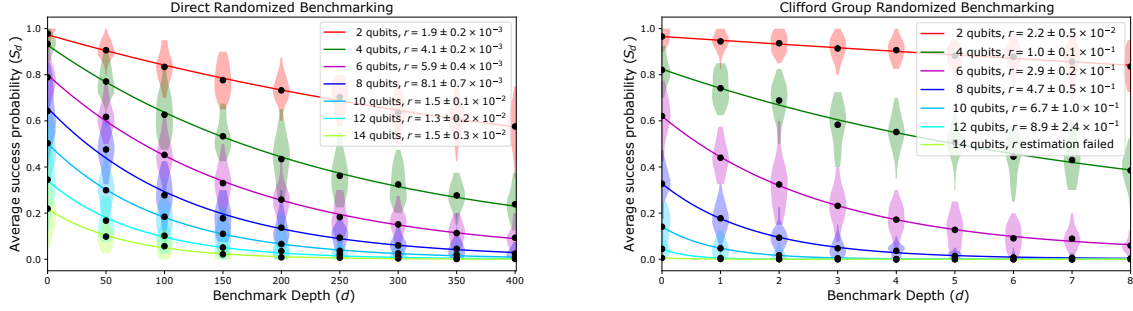 Direct Randomized Benchmarking
Average success probability (S_d)
1.0
0.8
0.6
0.4
0.2
0.0
2 qubits, r = 1.9 ± 0.2 × 10⁻³
4 qubits, r = 4.1 ± 0.2 × 10⁻³
6 qubits, r = 5.9 ± 0.4 × 10⁻³
8 qubits, r = 8.1 ± 0.7 × 10⁻³
10 qubits, r = 1.5 ± 0.1 × 10⁻²
12 qubits, r = 1.3 ± 0.2 × 10⁻²
14 qubits, r = 1.5 ± 0.3 × 10⁻²
0 50 100 150 200 250 300 350 400
Benchmark Depth (d)
Clifford Group Randomized Benchmarking
Average success probability (S_d)
1.0
0.8
0.6
0.4
0.2
0.0
2 qubits, r = 2.2 ± 0.5 × 10⁻²
4 qubits, r = 1.0 ± 0.1 × 10⁻¹
6 qubits, r = 2.9 ± 0.2 × 10⁻¹
8 qubits, r = 4.7 ± 0.5 × 10⁻¹
10 qubits, r = 6.7 ± 1.0 × 10⁻¹
12 qubits, r = 8.9 ± 2.4 × 10⁻¹
14 qubits, r estimation failed
0 1 2 3 4 5 6 7 8
Benchmark Depth (d)